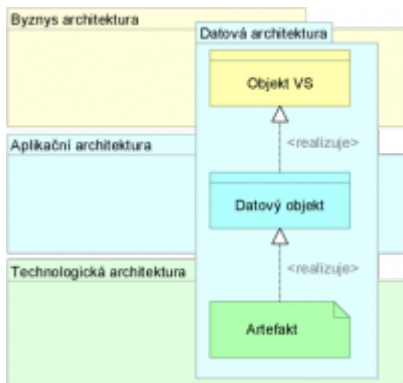 Byznys architektura
Datová architektura
Objekt VS
<realizuje>
Aplikační architektura
Datový objekt
<realizuje>
Technologická architektura
Artefakt